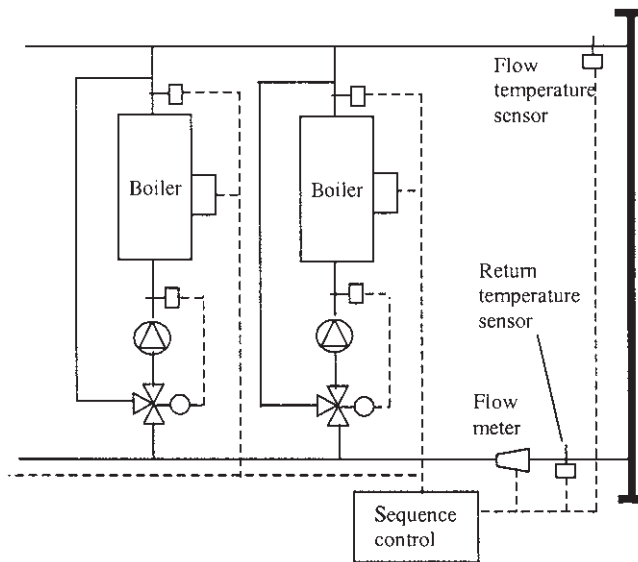 Flow
temperature
sensor
Boiler
Boiler
Return
temperature
sensor
Flow
meter
Sequence
control